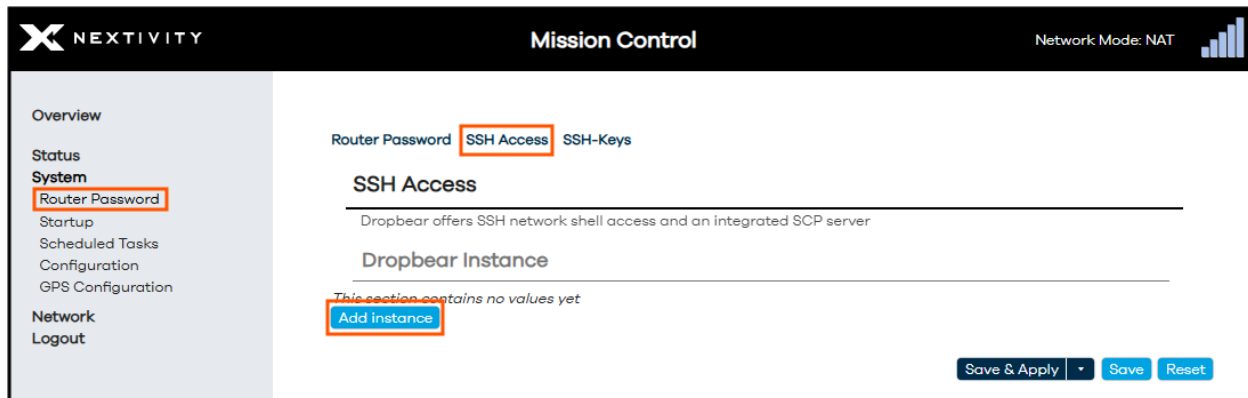 NEXTIVITY
Mission Control
Network Mode: NAT
Overview
Status
System
Router Password
Startup
Scheduled Tasks
Configuration
GPS Configuration
Network
Logout
Router Password SSH Access SSH-Keys
SSH Access
Dropbear offers SSH network shell access and an integrated SCP server
Dropbear Instance
This section contains no values yet
Add instance
Save & Apply Save Reset